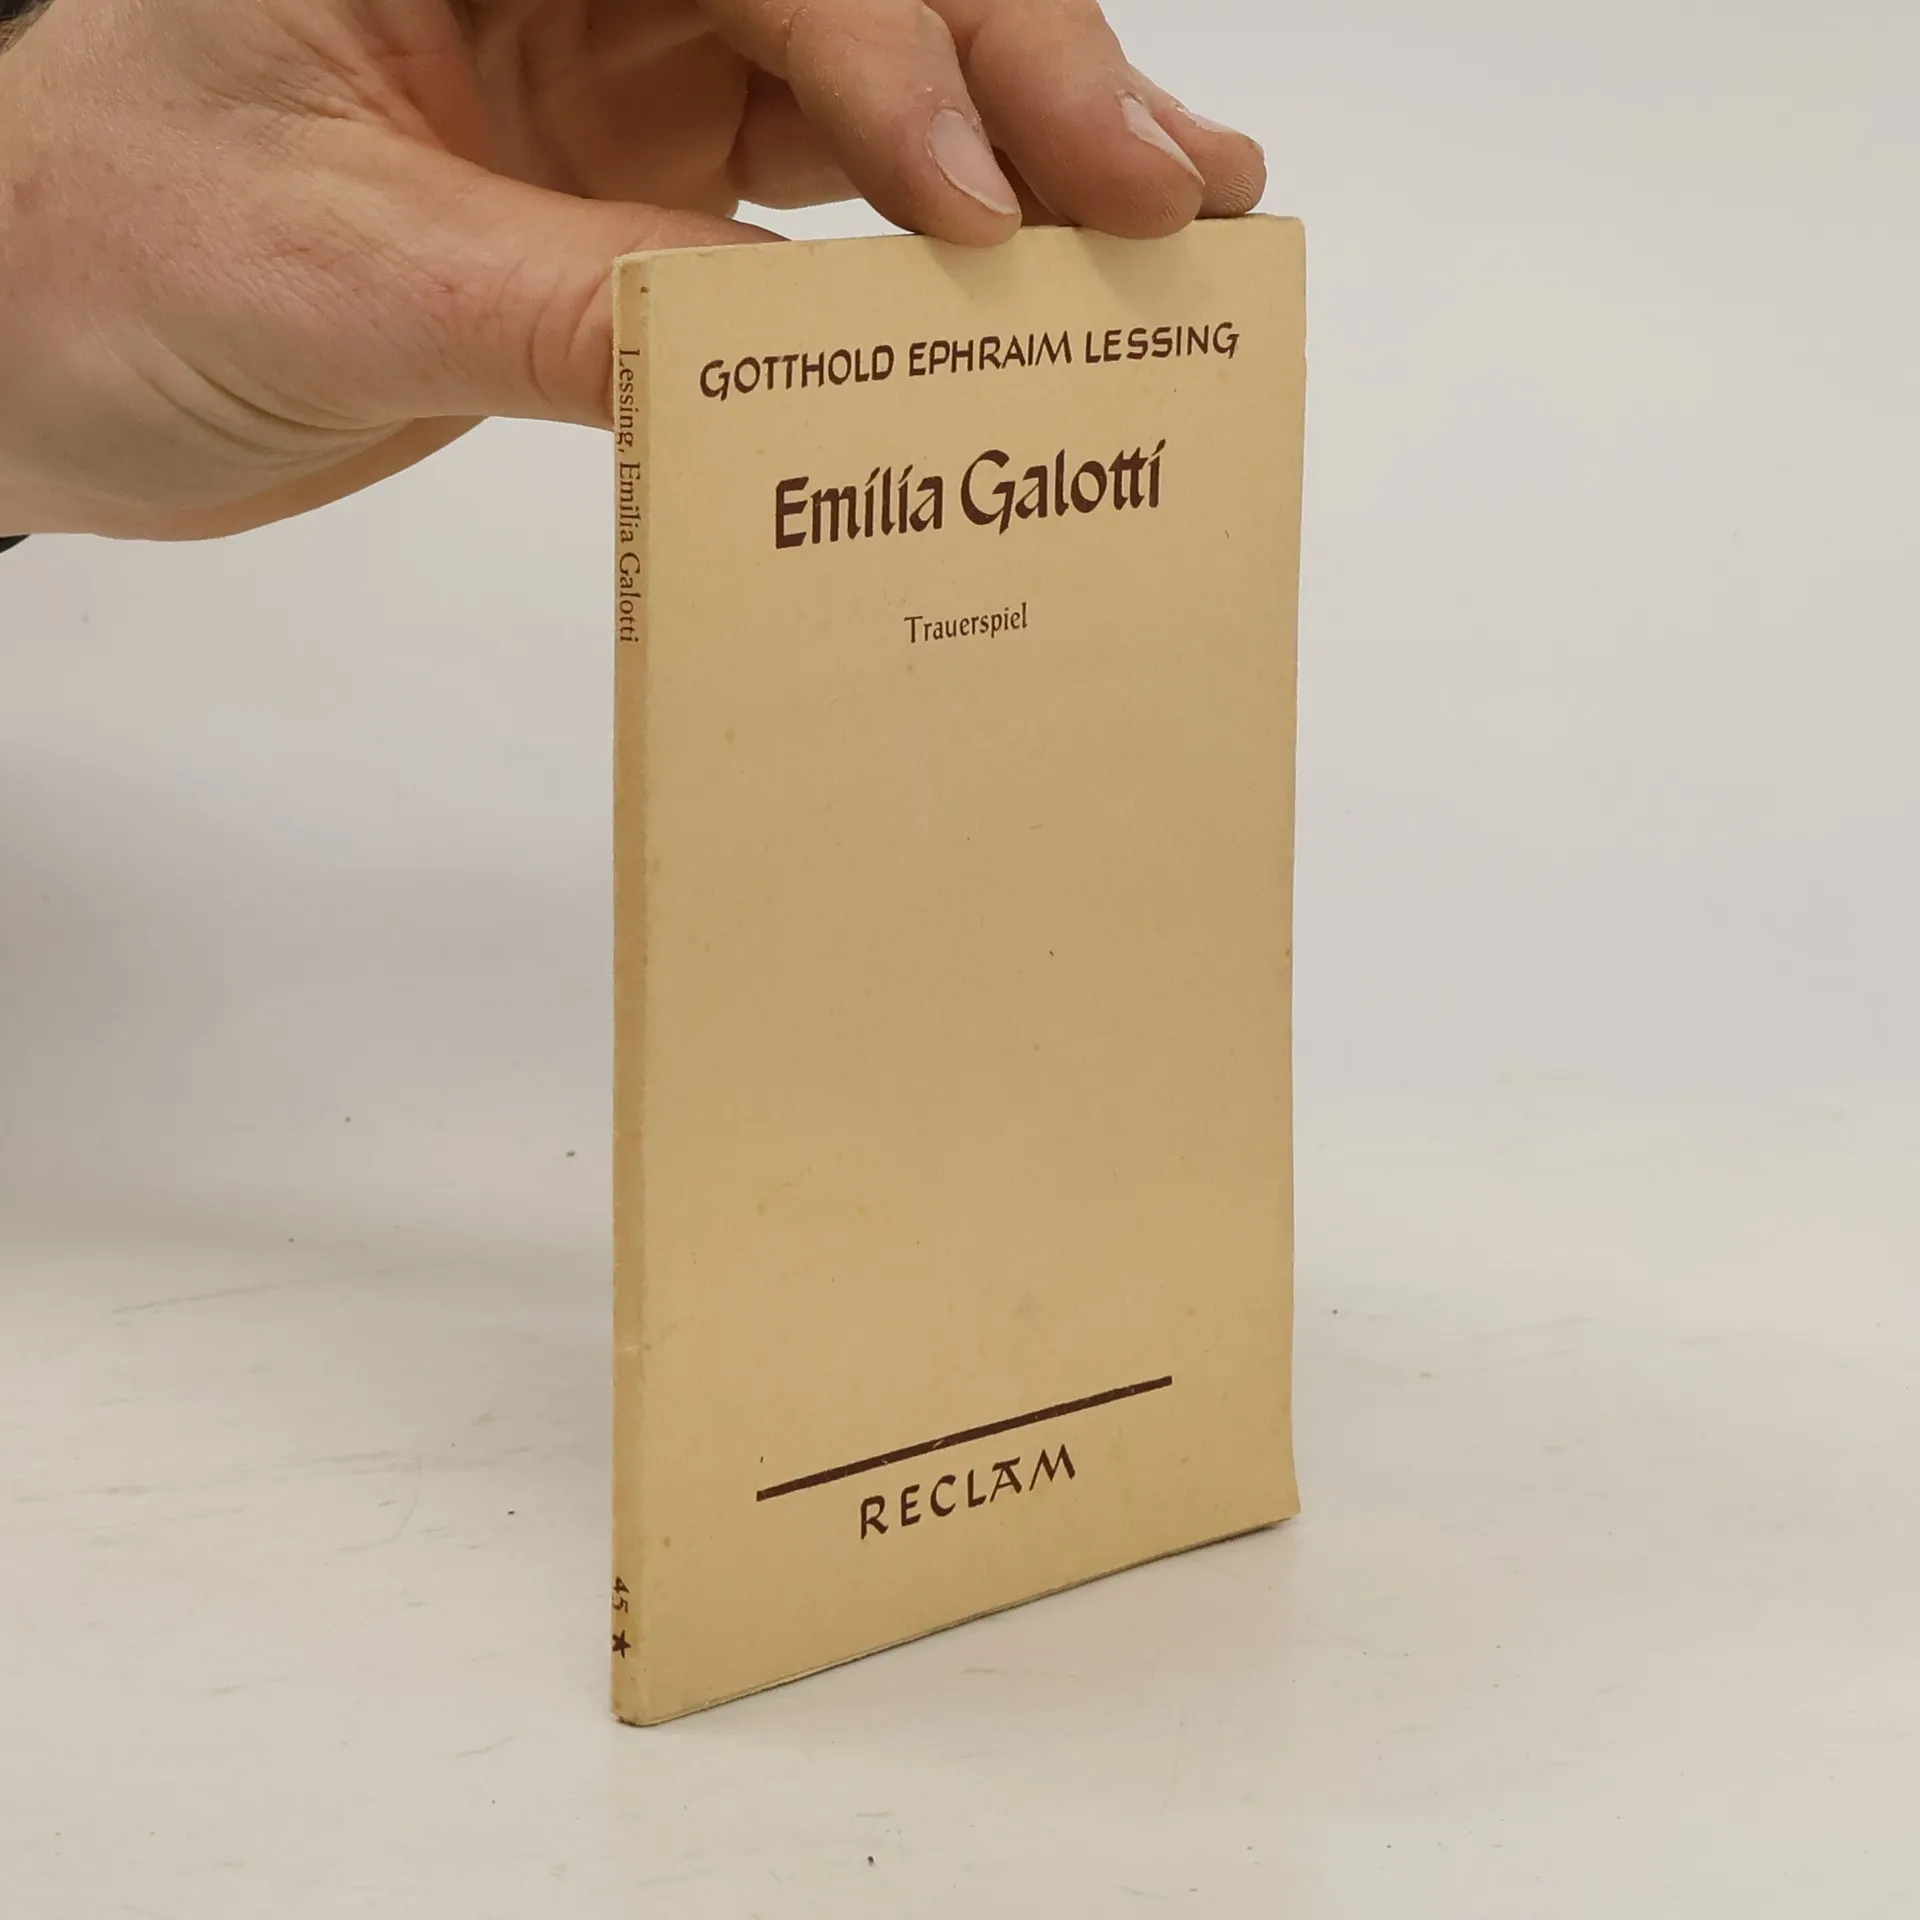 GOTTHOLD EPHRAIM LESSING
Emilia Galotti
Trauerspiel
RECLAM
Lessing, Emilia Galotti
45 ★